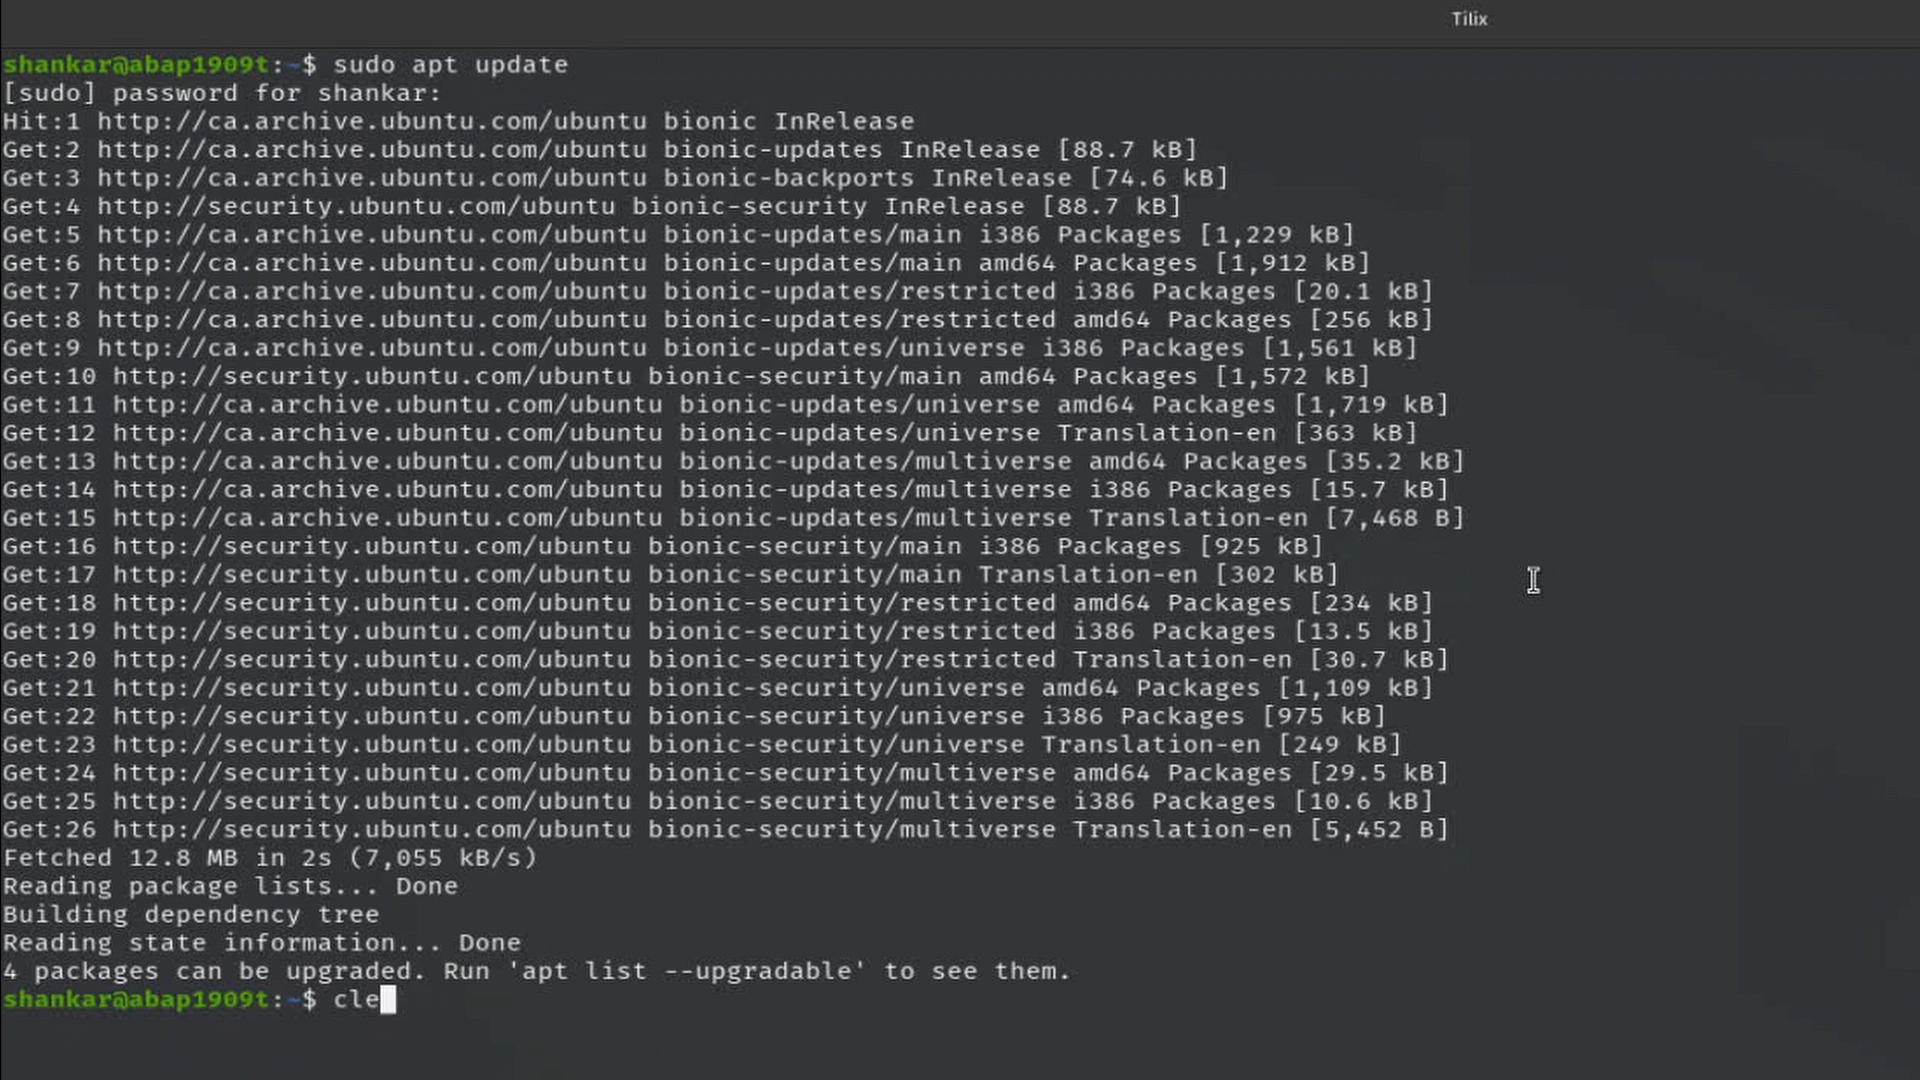 Tilix
shankar@abap1909t:~$ sudo apt update
[sudo] password for shankar:
Hit:1 http://ca.archive.ubuntu.com/ubuntu bionic InRelease
Get:2 http://ca.archive.ubuntu.com/ubuntu bionic-updates InRelease [88.7 kB]
Get:3 http://ca.archive.ubuntu.com/ubuntu bionic-backports InRelease [74.6 kB]
Get:4 http://security.ubuntu.com/ubuntu bionic-security InRelease [88.7 kB]
Get:5 http://ca.archive.ubuntu.com/ubuntu bionic-updates/main i386 Packages [1,229 kB]
Get:6 http://ca.archive.ubuntu.com/ubuntu bionic-updates/main amd64 Packages [1,912 kB]
Get:7 http://ca.archive.ubuntu.com/ubuntu bionic-updates/restricted i386 Packages [20.1 kB]
Get:8 http://ca.archive.ubuntu.com/ubuntu bionic-updates/restricted amd64 Packages [256 kB]
Get:9 http://ca.archive.ubuntu.com/ubuntu bionic-updates/universe i386 Packages [1,561 kB]
Get:10 http://security.ubuntu.com/ubuntu bionic-security/main amd64 Packages [1,572 kB]
Get:11 http://ca.archive.ubuntu.com/ubuntu bionic-updates/universe amd64 Packages [1,719 kB]
Get:12 http://ca.archive.ubuntu.com/ubuntu bionic-updates/universe Translation-en [363 kB]
Get:13 http://ca.archive.ubuntu.com/ubuntu bionic-updates/multiverse amd64 Packages [35.2 kB]
Get:14 http://ca.archive.ubuntu.com/ubuntu bionic-updates/multiverse i386 Packages [15.7 kB]
Get:15 http://ca.archive.ubuntu.com/ubuntu bionic-updates/multiverse Translation-en [7,468 B]
Get:16 http://security.ubuntu.com/ubuntu bionic-security/main i386 Packages [925 kB]
Get:17 http://security.ubuntu.com/ubuntu bionic-security/main Translation-en [302 kB]
Get:18 http://security.ubuntu.com/ubuntu bionic-security/restricted amd64 Packages [234 kB]
Get:19 http://security.ubuntu.com/ubuntu bionic-security/restricted i386 Packages [13.5 kB]
Get:20 http://security.ubuntu.com/ubuntu bionic-security/restricted Translation-en [30.7 kB]
Get:21 http://security.ubuntu.com/ubuntu bionic-security/universe amd64 Packages [1,109 kB]
Get:22 http://security.ubuntu.com/ubuntu bionic-security/universe i386 Packages [975 kB]
Get:23 http://security.ubuntu.com/ubuntu bionic-security/universe Translation-en [249 kB]
Get:24 http://security.ubuntu.com/ubuntu bionic-security/multiverse amd64 Packages [29.5 kB]
Get:25 http://security.ubuntu.com/ubuntu bionic-security/multiverse i386 Packages [10.6 kB]
Get:26 http://security.ubuntu.com/ubuntu bionic-security/multiverse Translation-en [5,452 B]
Fetched 12.8 MB in 2s (7,055 kB/s)
Reading package lists... Done
Building dependency tree
Reading state information... Done
4 packages can be upgraded. Run 'apt list --upgradable' to see them.
shankar@abap1909t:~$ cle